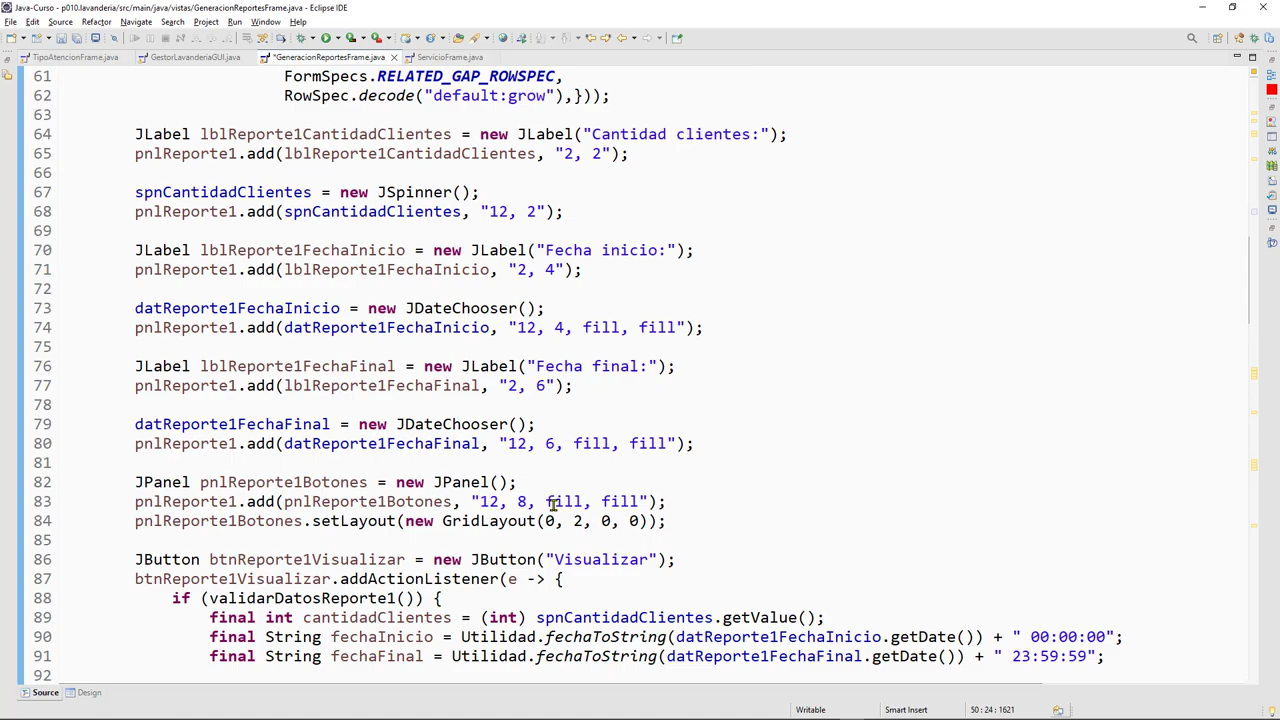 Java-Curso - p010.lavanderia/src/main/java/vistas/GeneracionReportesFrame.java - Eclipse IDE
File Edit Source Refactor Navigate Search Project Run Window Help
TipoAtencionFrame.java GestorLavanderiaGUI.java *GeneracionReportesFrame.java ServicioFrame.java
61 FormSpecs.RELATED_GAP_ROWSPEC,
62 RowSpec.decode("default:grow"),}));
63
64 JLabel lblReporte1CantidadClientes = new JLabel("Cantidad clientes:");
65 pnlReporte1.add(lblReporte1CantidadClientes, "2, 2");
66
67 spnCantidadClientes = new JSpinner();
68 pnlReporte1.add(spnCantidadClientes, "12, 2");
69
70 JLabel lblReporte1FechaInicio = new JLabel("Fecha inicio:");
71 pnlReporte1.add(lblReporte1FechaInicio, "2, 4");
72
73 datReporte1FechaInicio = new JDateChooser();
74 pnlReporte1.add(datReporte1FechaInicio, "12, 4, fill, fill");
75
76 JLabel lblReporte1FechaFinal = new JLabel("Fecha final:");
77 pnlReporte1.add(lblReporte1FechaFinal, "2, 6");
78
79 datReporte1FechaFinal = new JDateChooser();
80 pnlReporte1.add(datReporte1FechaFinal, "12, 6, fill, fill");
81
82 JPanel pnlReporte1Botones = new JPanel();
83 pnlReporte1.add(pnlReporte1Botones, "12, 8, fill, fill");
84 pnlReporte1Botones.setLayout(new GridLayout(0, 2, 0, 0));
85
86 JButton btnReporte1Visualizar = new JButton("Visualizar");
87 btnReporte1Visualizar.addActionListener(e -> {
88 if (validarDatosReporte1()) {
89 final int cantidadClientes = (int) spnCantidadClientes.getValue();
90 final String fechaInicio = Utilidad.fechaToString(datReporte1FechaInicio.getDate()) + " 00:00:00";
91 final String fechaFinal = Utilidad.fechaToString(datReporte1FechaFinal.getDate()) + " 23:59:59";
92
Source Design
Writable Smart Insert 50 : 24 : 1621